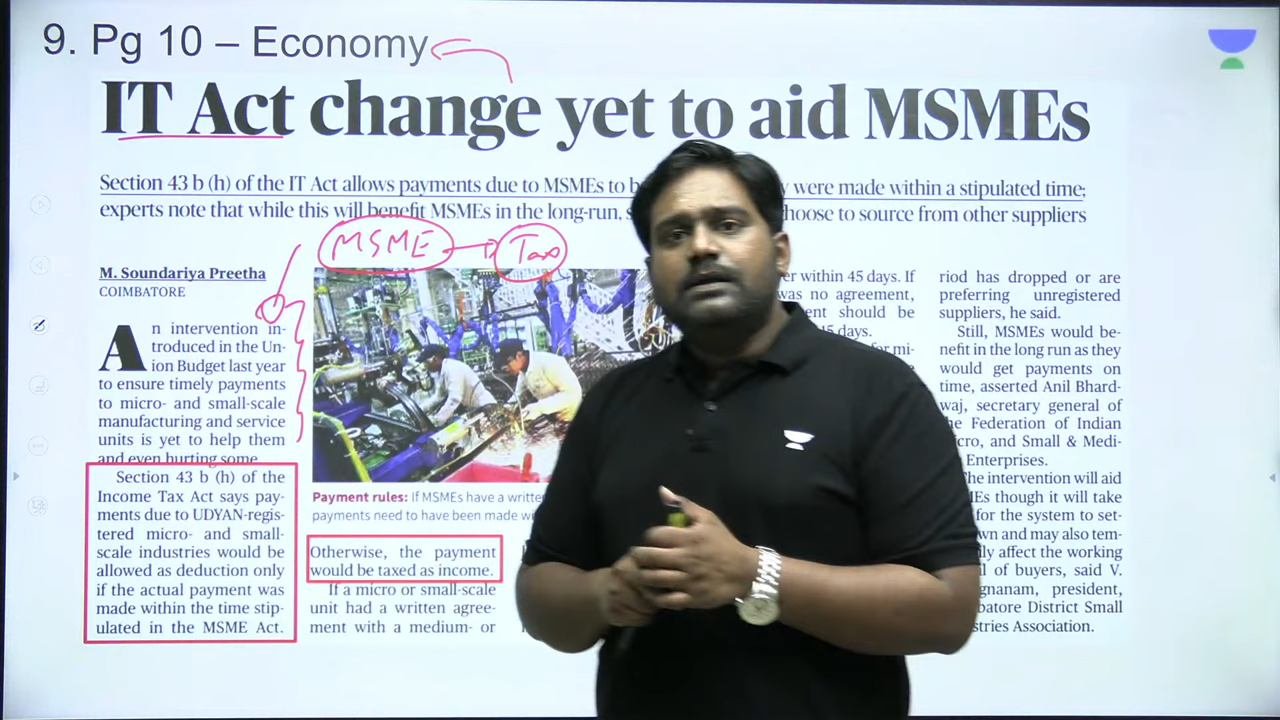 9. Pg 10 – Economy
IT Act change yet to aid MSMEs
Section 43 b (h) of the IT Act allows payments due to MSMEs to b y were made within a stipulated time;
experts note that while this will benefit MSMEs in the long-run, hoose to source from other suppliers
MSME Tax
M. Soundariya Preetha
COIMBATORE
An intervention in-
troduced in the Un-
ion Budget last year
to ensure timely payments
to micro- and small-scale
manufacturing and service
units is yet to help them
and even hurting some.
Section 43 b (h) of the
Income Tax Act says pay-
ments due to UDYAN-regis-
tered micro- and small-
scale industries would be
allowed as deduction only
if the actual payment was
made within the time stip-
ulated in the MSME Act.
Payment rules: If MSMEs have a writte
payments need to have been made w
Otherwise, the payment
would be taxed as income.
If a micro or small-scale
unit had a written agree-
ment with a medium- or
er within 45 days. If
was no agreement,
ent should be
15 days.
for mi-
riod has dropped or are
preferring unregistered
suppliers, he said.
Still, MSMEs would be-
nefit in the long run as they
would get payments on
time, asserted Anil Bhard-
waj, secretary general of
he Federation of Indian
icro, and Small & Medi-
Enterprises.
he intervention will aid
MEs though it will take
for the system to set-
wn and may also tem-
ly affect the working
l of buyers, said V.
gnanam, president,
batore District Small
stries Association.